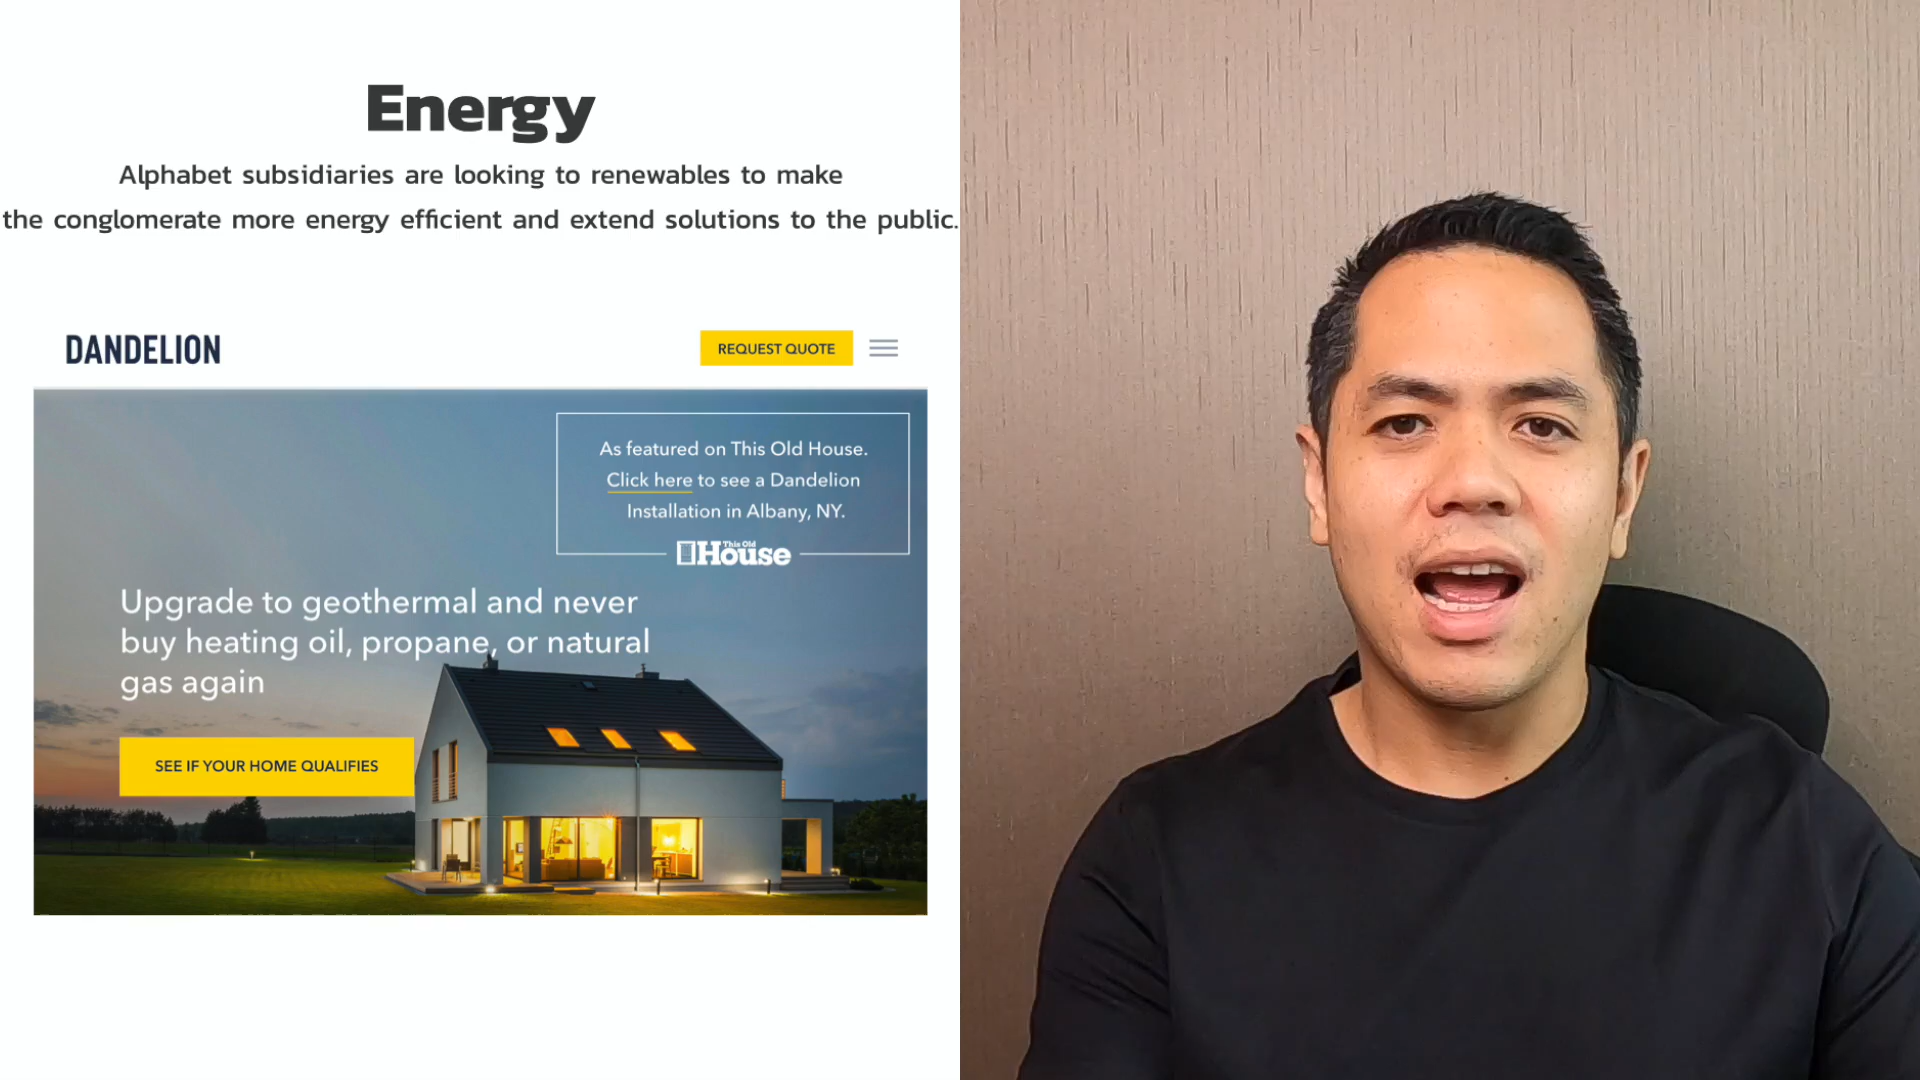 Energy
Alphabet subsidiaries are looking to renewables to make
the conglomerate more energy efficient and extend solutions to the public.
DANDELION
REQUEST QUOTE
As featured on This Old House.
Click here to see a Dandelion
Installation in Albany, NY.
This Old
House
Upgrade to geothermal and never
buy heating oil, propane, or natural
gas again
SEE IF YOUR HOME QUALIFIES